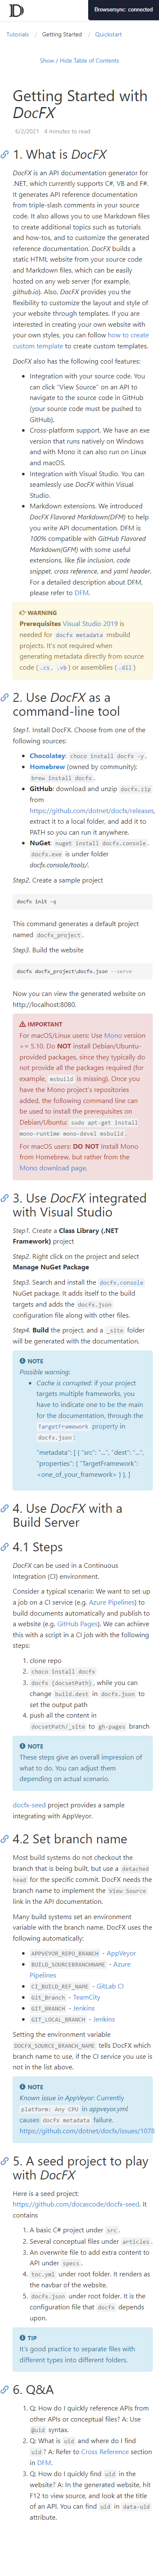 Browsersync: connected
Tutorials / Getting Started / Quickstart
Show / Hide Table of Contents
Getting Started with
DocFX
6/2/2021 4 minutes to read
1. What is DocFX
DocFX is an API documentation generator for
.NET, which currently supports C#, VB and F#.
It generates API reference documentation
from triple-slash comments in your source
code. It also allows you to use Markdown files
to create additional topics such as tutorials
and how-tos, and to customize the generated
reference documentation. DocFX builds a
static HTML website from your source code
and Markdown files, which can be easily
hosted on any web server (for example,
github.io). Also, DocFX provides you the
flexibility to customize the layout and style of
your website through templates. If you are
interested in creating your own website with
your own styles, you can follow how to create
custom template to create custom templates.
DocFX also has the following cool features:
Integration with your source code. You
can click "View Source" on an API to
navigate to the source code in GitHub
(your source code must be pushed to
GitHub).
Cross-platform support. We have an exe
version that runs natively on Windows
and with Mono it can also run on Linux
and macOS.
Integration with Visual Studio. You can
seamlessly use DocFX within Visual
Studio.
Markdown extensions. We introduced
DocFX Flavored Markdown(DFM) to help
you write API documentation. DFM is
100% compatible with GitHub Flavored
Markdown(GFM) with some useful
extensions, like file inclusion, code
snippet, cross reference, and yaml header.
For a detailed description about DFM,
please refer to DFM.
WARNING
Prerequisites Visual Studio 2019 is
needed for docfx metadata msbuild
projects. It's not required when
generating metadata directly from source
code ( .cs, .vb ) or assemblies ( .dll )
2. Use DocFX as a
command-line tool
Step1. Install DocFX. Choose from one of the
following sources:
Chocolatey: choco install docfx -y .
Homebrew (owned by community):
brew install docfx .
GitHub: download and unzip docfx.zip
from
https://github.com/dotnet/docfx/releases,
extract it to a local folder, and add it to
PATH so you can run it anywhere.
NuGet: nuget install docfx.console .
docfx.exe is under folder
docfx.console/tools/.
Step2. Create a sample project
docfx init -q
This command generates a default project
named docfx_project .
Step3. Build the website
docfx docfx_project\docfx.json --serve
Now you can view the generated website on
http://localhost:8080.
IMPORTANT
For macOS/Linux users: Use Mono version
>= 5.10. Do NOT install Debian/Ubuntu-
provided packages, since they typically do
not provide all the packages required (for
example, msbuild is missing). Once you
have the Mono project's repositories
added, the following command line can
be used to install the prerequisites on
Debian/Ubuntu: sudo apt-get install
mono-runtime mono-devel msbuild .
For macOS users: DO NOT Install Mono
from Homebrew, but rather from the
Mono download page.
3. Use DocFX integrated
with Visual Studio
Step1. Create a Class Library (.NET
Framework) project
Step2. Right click on the project and select
Manage NuGet Package
Step3. Search and install the docfx.console
NuGet package. It adds itself to the build
targets and adds the docfx.json
configuration file along with other files.
Step4. Build the project, and a _site folder
will be generated with the documentation.
NOTE
Possible warning:
Cache is corrupted: if your project
targets multiple frameworks, you
have to indicate one to be the main
for the documentation, through the
TargetFramework property in
docfx.json :
"metadata": [ { "src": "...", "dest": "...",
"properties": { "TargetFramework":
<one_of_your_framework> } }, ]
4. Use DocFX with a
Build Server
4.1 Steps
DocFX can be used in a Continuous
Integration (CI) environment.
Consider a typical scenario: We want to set up
a job on a CI service (e.g. Azure Pipelines) to
build documents automatically and publish to
a website (e.g. GitHub Pages). We can achieve
this with a script in a CI job with the following
steps:
1. clone repo
2. choco install docfx
3. docfx {docsetPath} , while you can
change build.dest in docfx.json to
set the output path
4. push all the content in
docsetPath/_site to gh-pages branch
NOTE
These steps give an overall impression of
what to do. You can adjust them
depending on actual scenario.
docfx-seed project provides a sample
integrating with AppVeyor.
4.2 Set branch name
Most build systems do not checkout the
branch that is being built, but use a detached
head for the specific commit. DocFX needs the
branch name to implement the View Source
link in the API documentation.
Many build systems set an environment
variable with the branch name. DocFX uses the
following automatically:
APPVEYOR_REPO_BRANCH - AppVeyor
BUILD_SOURCEBRANCHNAME - Azure
Pipelines
CI_BUILD_REF_NAME - GitLab CI
Git_Branch - TeamCity
GIT_BRANCH - Jenkins
GIT_LOCAL_BRANCH - Jenkins
Setting the environment variable
DOCFX_SOURCE_BRANCH_NAME tells DocFX which
branch name to use, if the CI service you use is
not in the list above.
NOTE
Known issue in AppVeyor: Currently
platform: Any CPU in appveyor.yml
causes docfx metadata failure.
https://github.com/dotnet/docfx/issues/1078
5. A seed project to play
with DocFX
Here is a seed project:
https://github.com/docascode/docfx-seed. It
contains
1. A basic C# project under src .
2. Several conceptual files under articles .
3. An overwrite file to add extra content to
API under specs .
4. toc.yml under root folder. It renders as
the navbar of the website.
5. docfx.json under root folder. It is the
configuration file that docfx depends
upon.
TIP
It's good practice to separate files with
different types into different folders.
6. Q&A
1. Q: How do I quickly reference APIs from
other APIs or conceptual files? A: Use
@uid syntax.
2. Q: What is uid and where do I find
uid ? A: Refer to Cross Reference section
in DFM.
3. Q: How do I quickly find uid in the
website? A: In the generated website, hit
F12 to view source, and look at the title
of an API. You can find uid in data-uid
attribute.